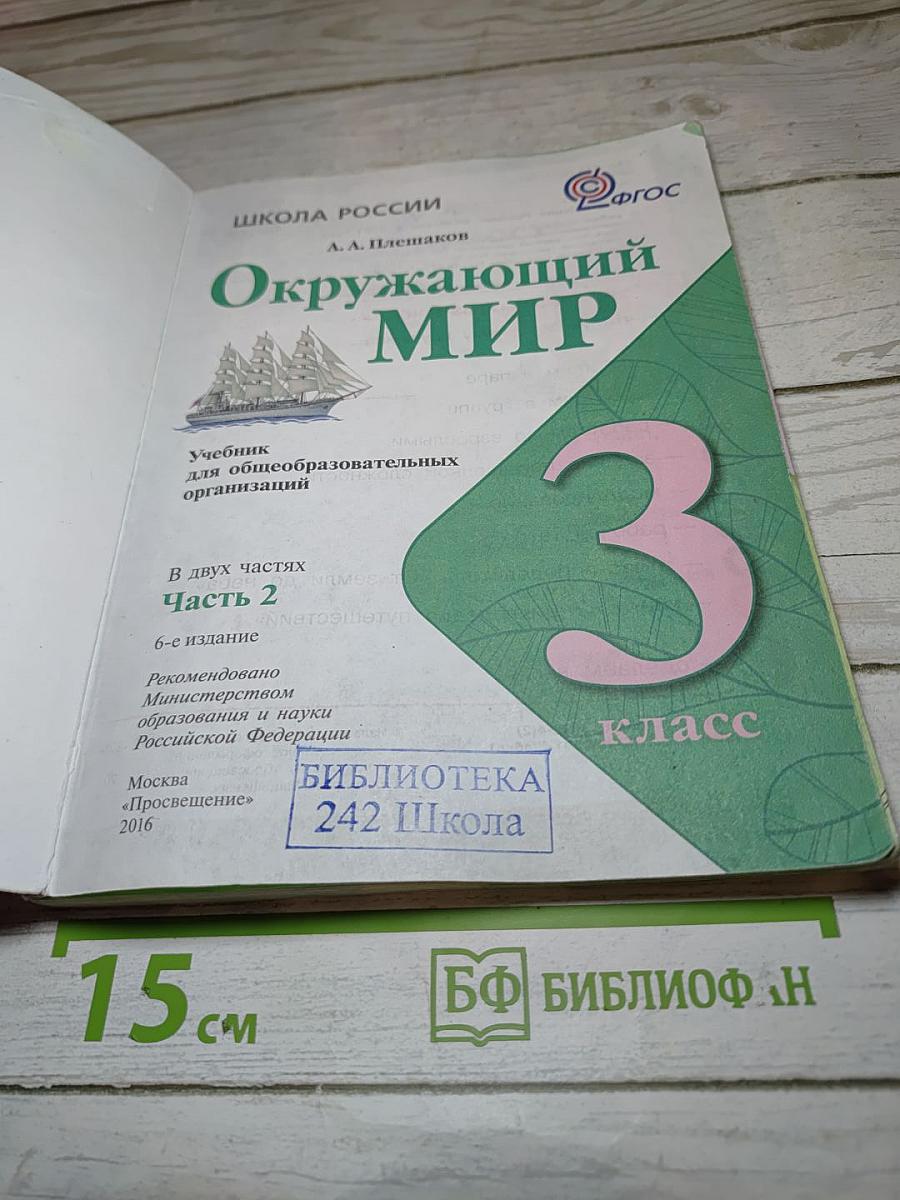 ШКОЛА РОССИИ
ФГОС
А. А. Плешаков
Окружающий
МИР
Учебник
для общеобразовательных
организаций
3
класс
В двух частях
Часть 2
6-е издание
Рекомендовано
Министерством
образования и науки
Российской Федерации
Москва
«Просвещение»
2016
БИБЛИОТЕКА
242 Школа
15 см
БФ БИБЛИОФ